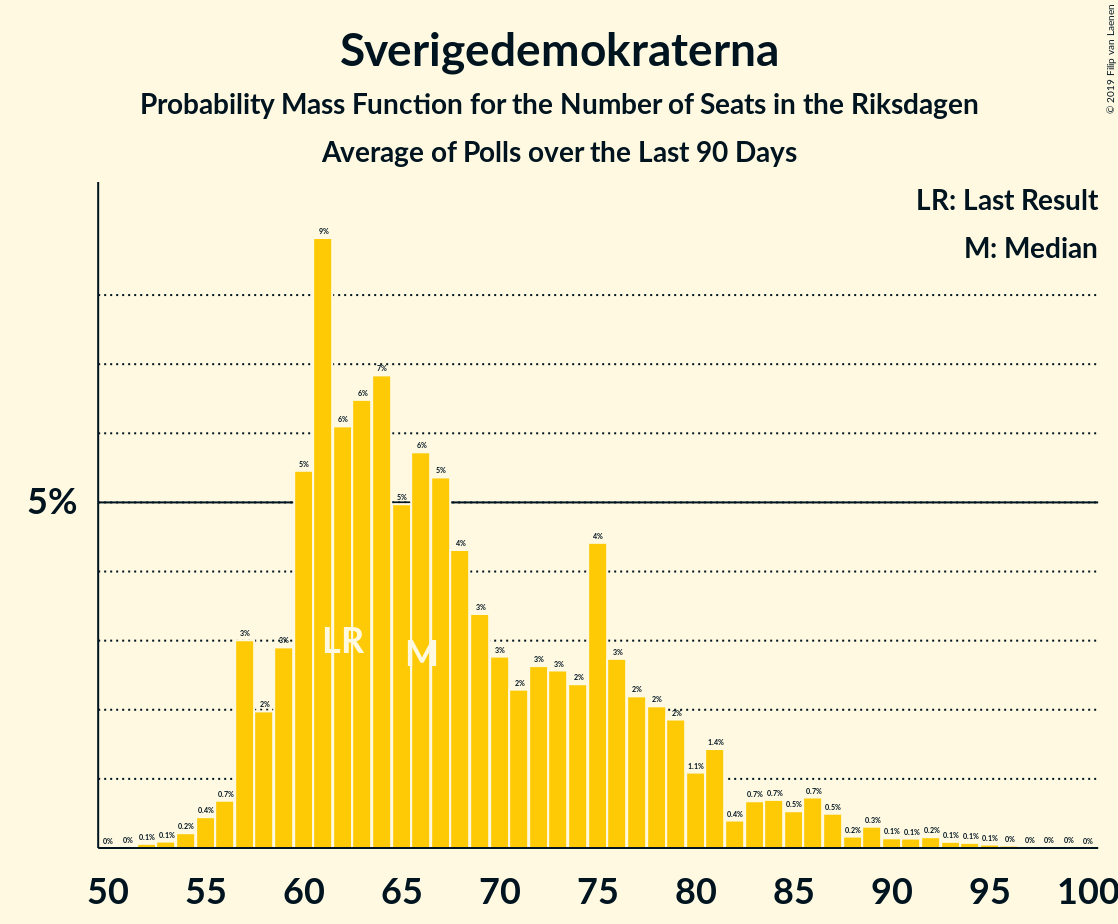 Sverigedemokraterna
Probability Mass Function for the Number of Seats in the Riksdagen
Average of Polls over the Last 90 Days
© 2019 Filip van Laenen
LR: Last Result
M: Median
5%
0% 0% 0.1% 0.1% 0.2% 0.4% 0.7% 3% 2% 3% 5% 9% 6% 6% 7% 5% 6% 5% 4% 3% 3% 2% 3% 3% 2% 4% 3% 2% 2% 2% 1.1% 1.4% 0.4% 0.7% 0.7% 0.5% 0.7% 0.5% 0.2% 0.3% 0.1% 0.1% 0.2% 0.1% 0.1% 0.1% 0% 0% 0% 0% 0%
LR M
50 55 60 65 70 75 80 85 90 95 100